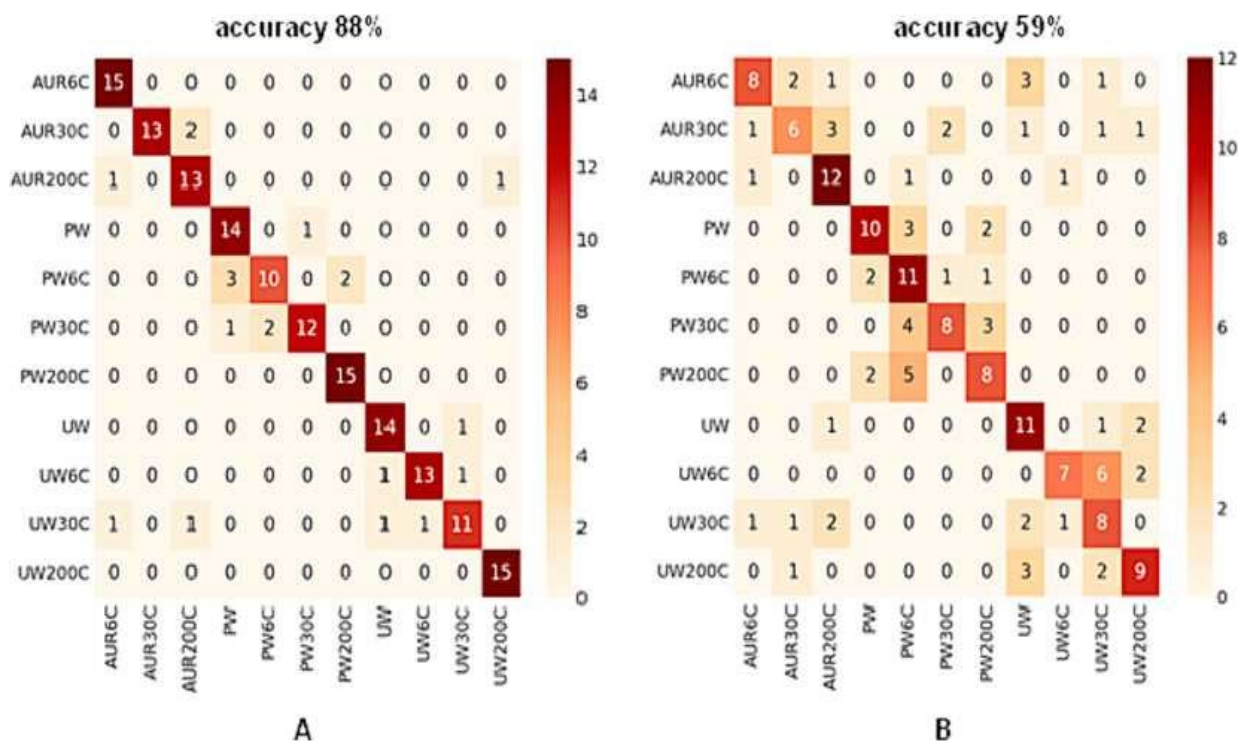 accuracy 88%
AUR6C 15 0 0 0 0 0 0 0 0 0 0
AUR30C 0 13 2 0 0 0 0 0 0 0 0
AUR200C 1 0 13 0 0 0 0 0 0 0 1
PW 0 0 0 14 0 1 0 0 0 0 0
PW6C 0 0 0 3 10 0 2 0 0 0 0
PW30C 0 0 0 1 2 12 0 0 0 0 0
PW200C 0 0 0 0 0 0 15 0 0 0 0
UW 0 0 0 0 0 0 0 14 0 1 0
UW6C 0 0 0 0 0 0 0 1 13 1 0
UW30C 1 0 1 0 0 0 0 1 1 11 0
UW200C 0 0 0 0 0 0 0 0 0 0 15
AUR6C AUR30C AUR200C PW PW6C PW30C PW200C UW UW6C UW30C UW200C
14
12
10
8
6
4
2
0
A
accuracy 59%
AUR6C 8 2 1 0 0 0 0 3 0 1 0
AUR30C 1 6 3 0 0 2 0 1 0 1 1
AUR200C 1 0 12 0 1 0 0 0 1 0 0
PW 0 0 0 10 3 0 2 0 0 0 0
PW6C 0 0 0 2 11 1 1 0 0 0 0
PW30C 0 0 0 0 4 8 3 0 0 0 0
PW200C 0 0 0 2 5 0 8 0 0 0 0
UW 0 0 1 0 0 0 0 11 0 1 2
UW6C 0 0 0 0 0 0 0 0 7 6 2
UW30C 1 1 2 0 0 0 0 2 1 8 0
UW200C 0 1 0 0 0 0 0 3 0 2 9
AUR6C AUR30C AUR200C PW PW6C PW30C PW200C UW UW6C UW30C UW200C
12
10
8
6
4
2
0
B